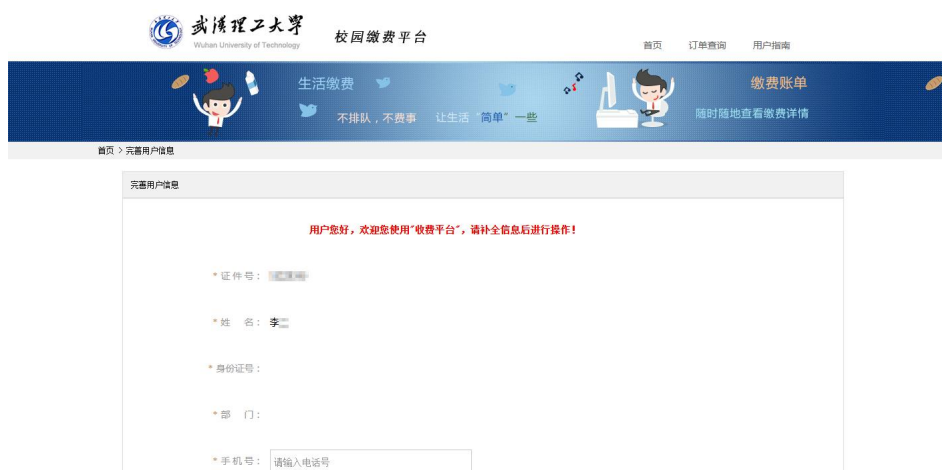 武汉理工大学
Wuhan University of Technology
校园缴费平台
首页 订单查询 用户指南
生活缴费
不排队，不费事 让生活“简单”一些
缴费账单
随时随地查看缴费详情
首页 > 完善用户信息
完善用户信息
用户您好，欢迎您使用"收费平台"，请补全信息后进行操作！
* 证件号：
* 姓 名： 李
* 身份证号：
* 部 门：
* 手机号： 请输入电话号